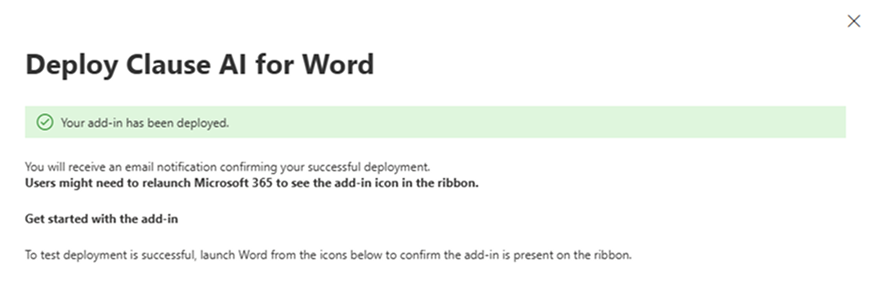 Deploy Clause AI for Word
Your add-in has been deployed.
You will receive an email notification confirming your successful deployment.
Users might need to relaunch Microsoft 365 to see the add-in icon in the ribbon.
Get started with the add-in
To test deployment is successful, launch Word from the icons below to confirm the add-in is present on the ribbon.